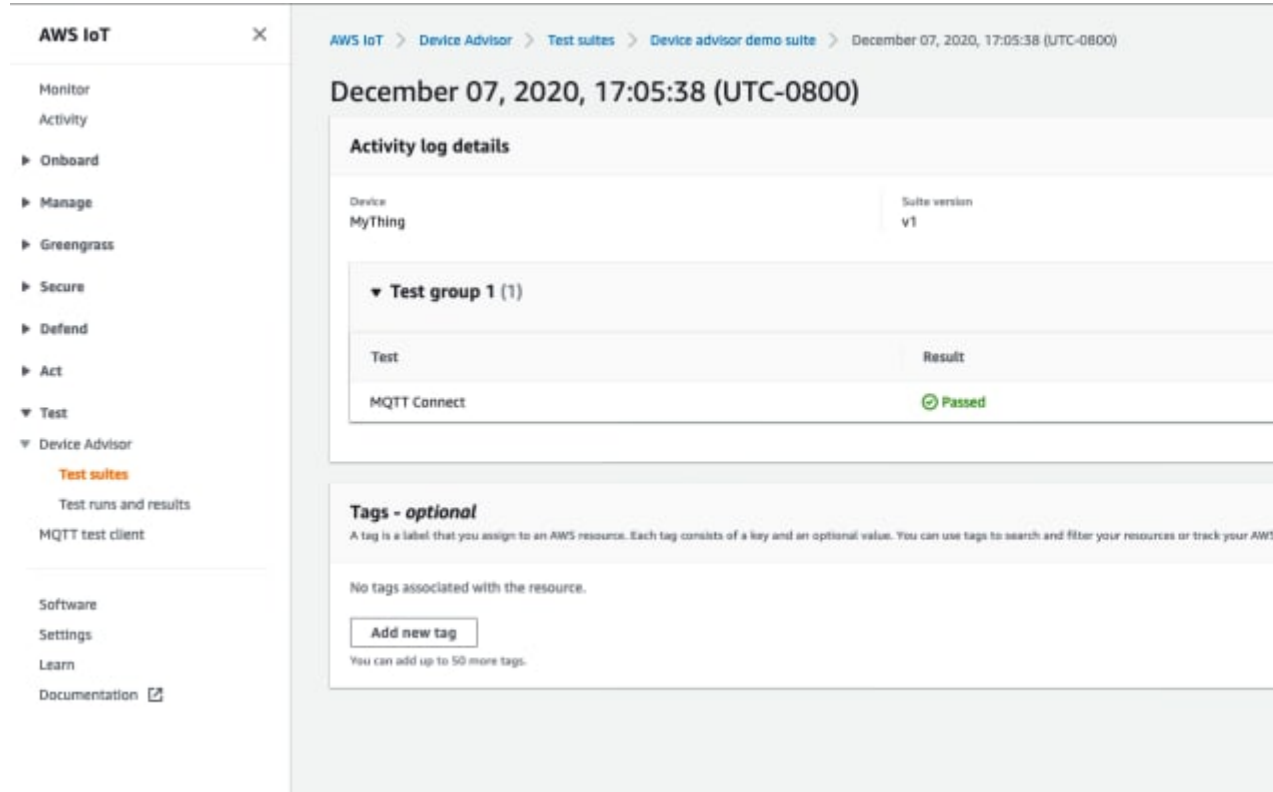 AWS IoT
Monitor
Activity
Onboard
Manage
Greengrass
Secure
Defend
Act
Test
Device Advisor
Test suites
Test runs and results
MQTT test client
Software
Settings
Learn
Documentation
AWS IoT > Device Advisor > Test suites > Device advisor demo suite > December 07, 2020, 17:05:38 (UTC-0800)
December 07, 2020, 17:05:38 (UTC-0800)
Activity log details
Device
MyThing
Suite version
v1
Test group 1 (1)
Test Result
MQTT Connect Passed
Tags - optional
A tag is a label that you assign to an AWS resource. Each tag consists of a key and an optional value. You can use tags to search and filter your resources or track your AWS
No tags associated with the resource.
Add new tag
You can add up to 50 more tags.